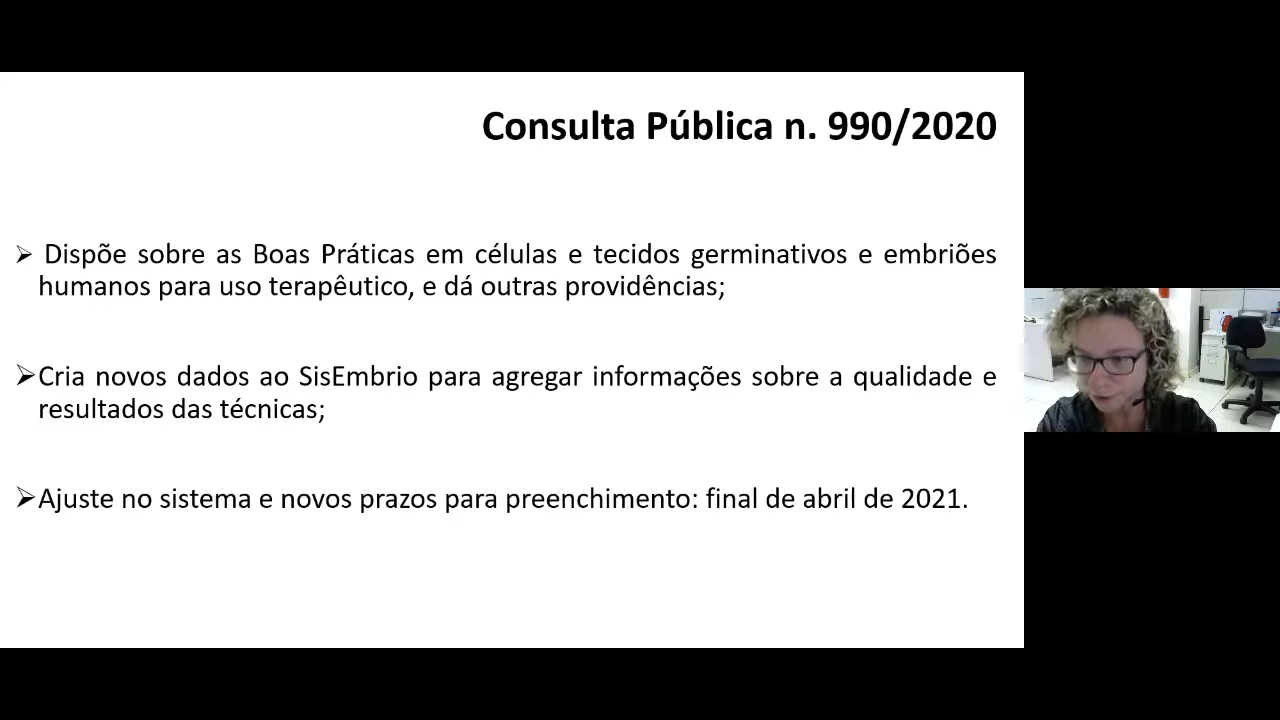 Consulta Pública n. 990/2020
➢ Dispõe sobre as Boas Práticas em células e tecidos germinativos e embriões
humanos para uso terapêutico, e dá outras providências;
➢Cria novos dados ao SisEmbrio para agregar informações sobre a qualidade e
resultados das técnicas;
➢Ajuste no sistema e novos prazos para preenchimento: final de abril de 2021.